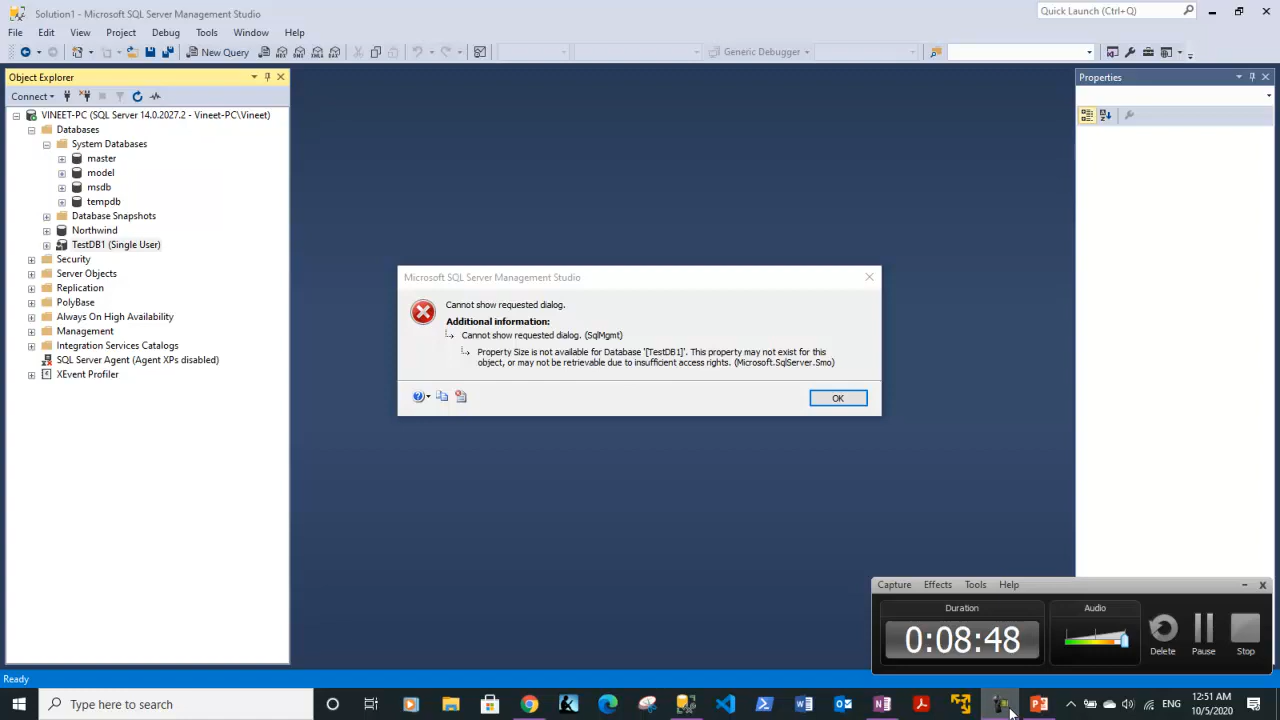 Solution1 - Microsoft SQL Server Management Studio
Quick Launch (Ctrl+Q)
File Edit View Project Debug Tools Window Help
New Query
Generic Debugger
Object Explorer
Properties
Connect
VINEET-PC (SQL Server 14.0.2027.2 - Vineet-PC\Vineet)
Databases
System Databases
master
model
msdb
tempdb
Database Snapshots
Northwind
TestDB1 (Single User)
Security
Server Objects
Replication
PolyBase
Always On High Availability
Management
Integration Services Catalogs
SQL Server Agent (Agent XPs disabled)
XEvent Profiler
Microsoft SQL Server Management Studio
Cannot show requested dialog.
Additional information:
Cannot show requested dialog. (SqlMgmt)
Property Size is not available for Database '[TestDB1]'. This property may not exist for this
object, or may not be retrievable due to insufficient access rights. (Microsoft.SqlServer.Smo)
OK
Capture Effects Tools Help
Duration
Audio
0:08:48
Delete
Pause
Stop
Ready
Type here to search
ENG
12:51 AM
10/5/2020